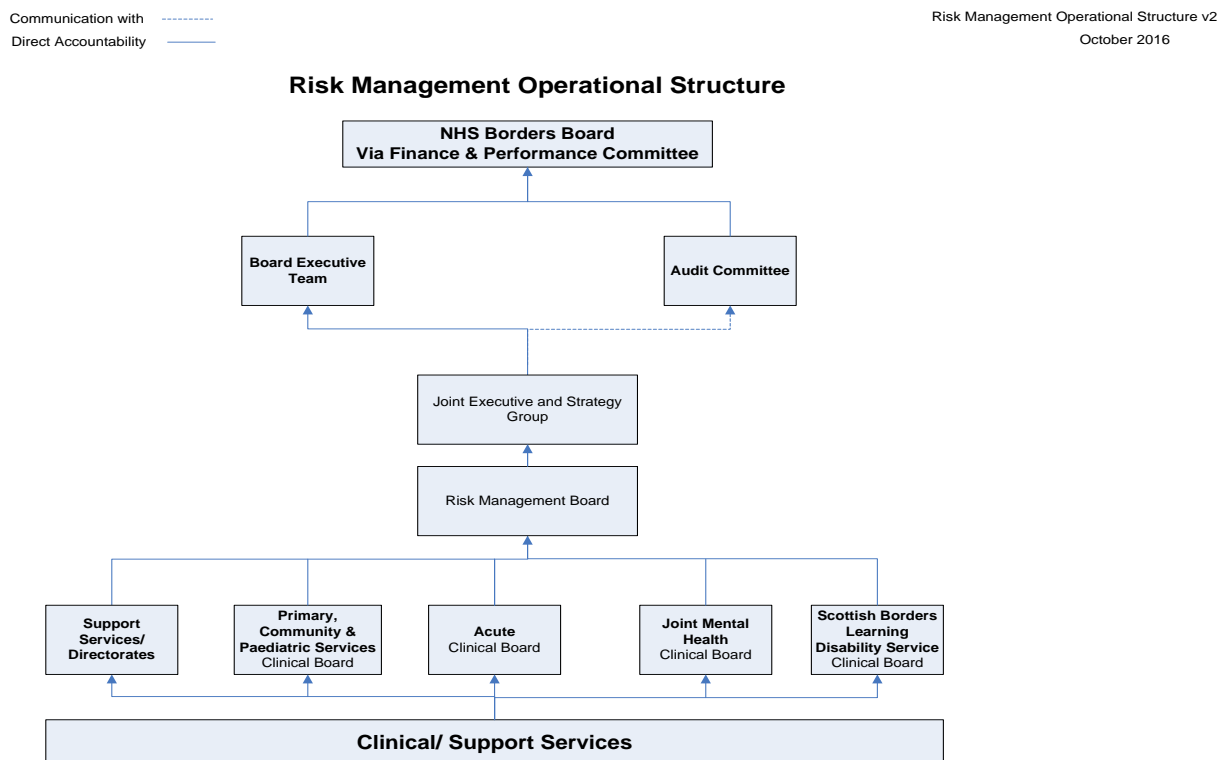 Communication with
Direct Accountability
Risk Management Operational Structure v2
October 2016
Risk Management Operational Structure
NHS Borders Board
Via Finance & Performance Committee
Board Executive
Team
Audit Committee
Joint Executive and Strategy
Group
Risk Management Board
Support
Services/
Directorates
Primary,
Community &
Paediatric Services
Clinical Board
Acute
Clinical Board
Joint Mental
Health
Clinical Board
Scottish Borders
Learning
Disability Service
Clinical Board
Clinical/ Support Services